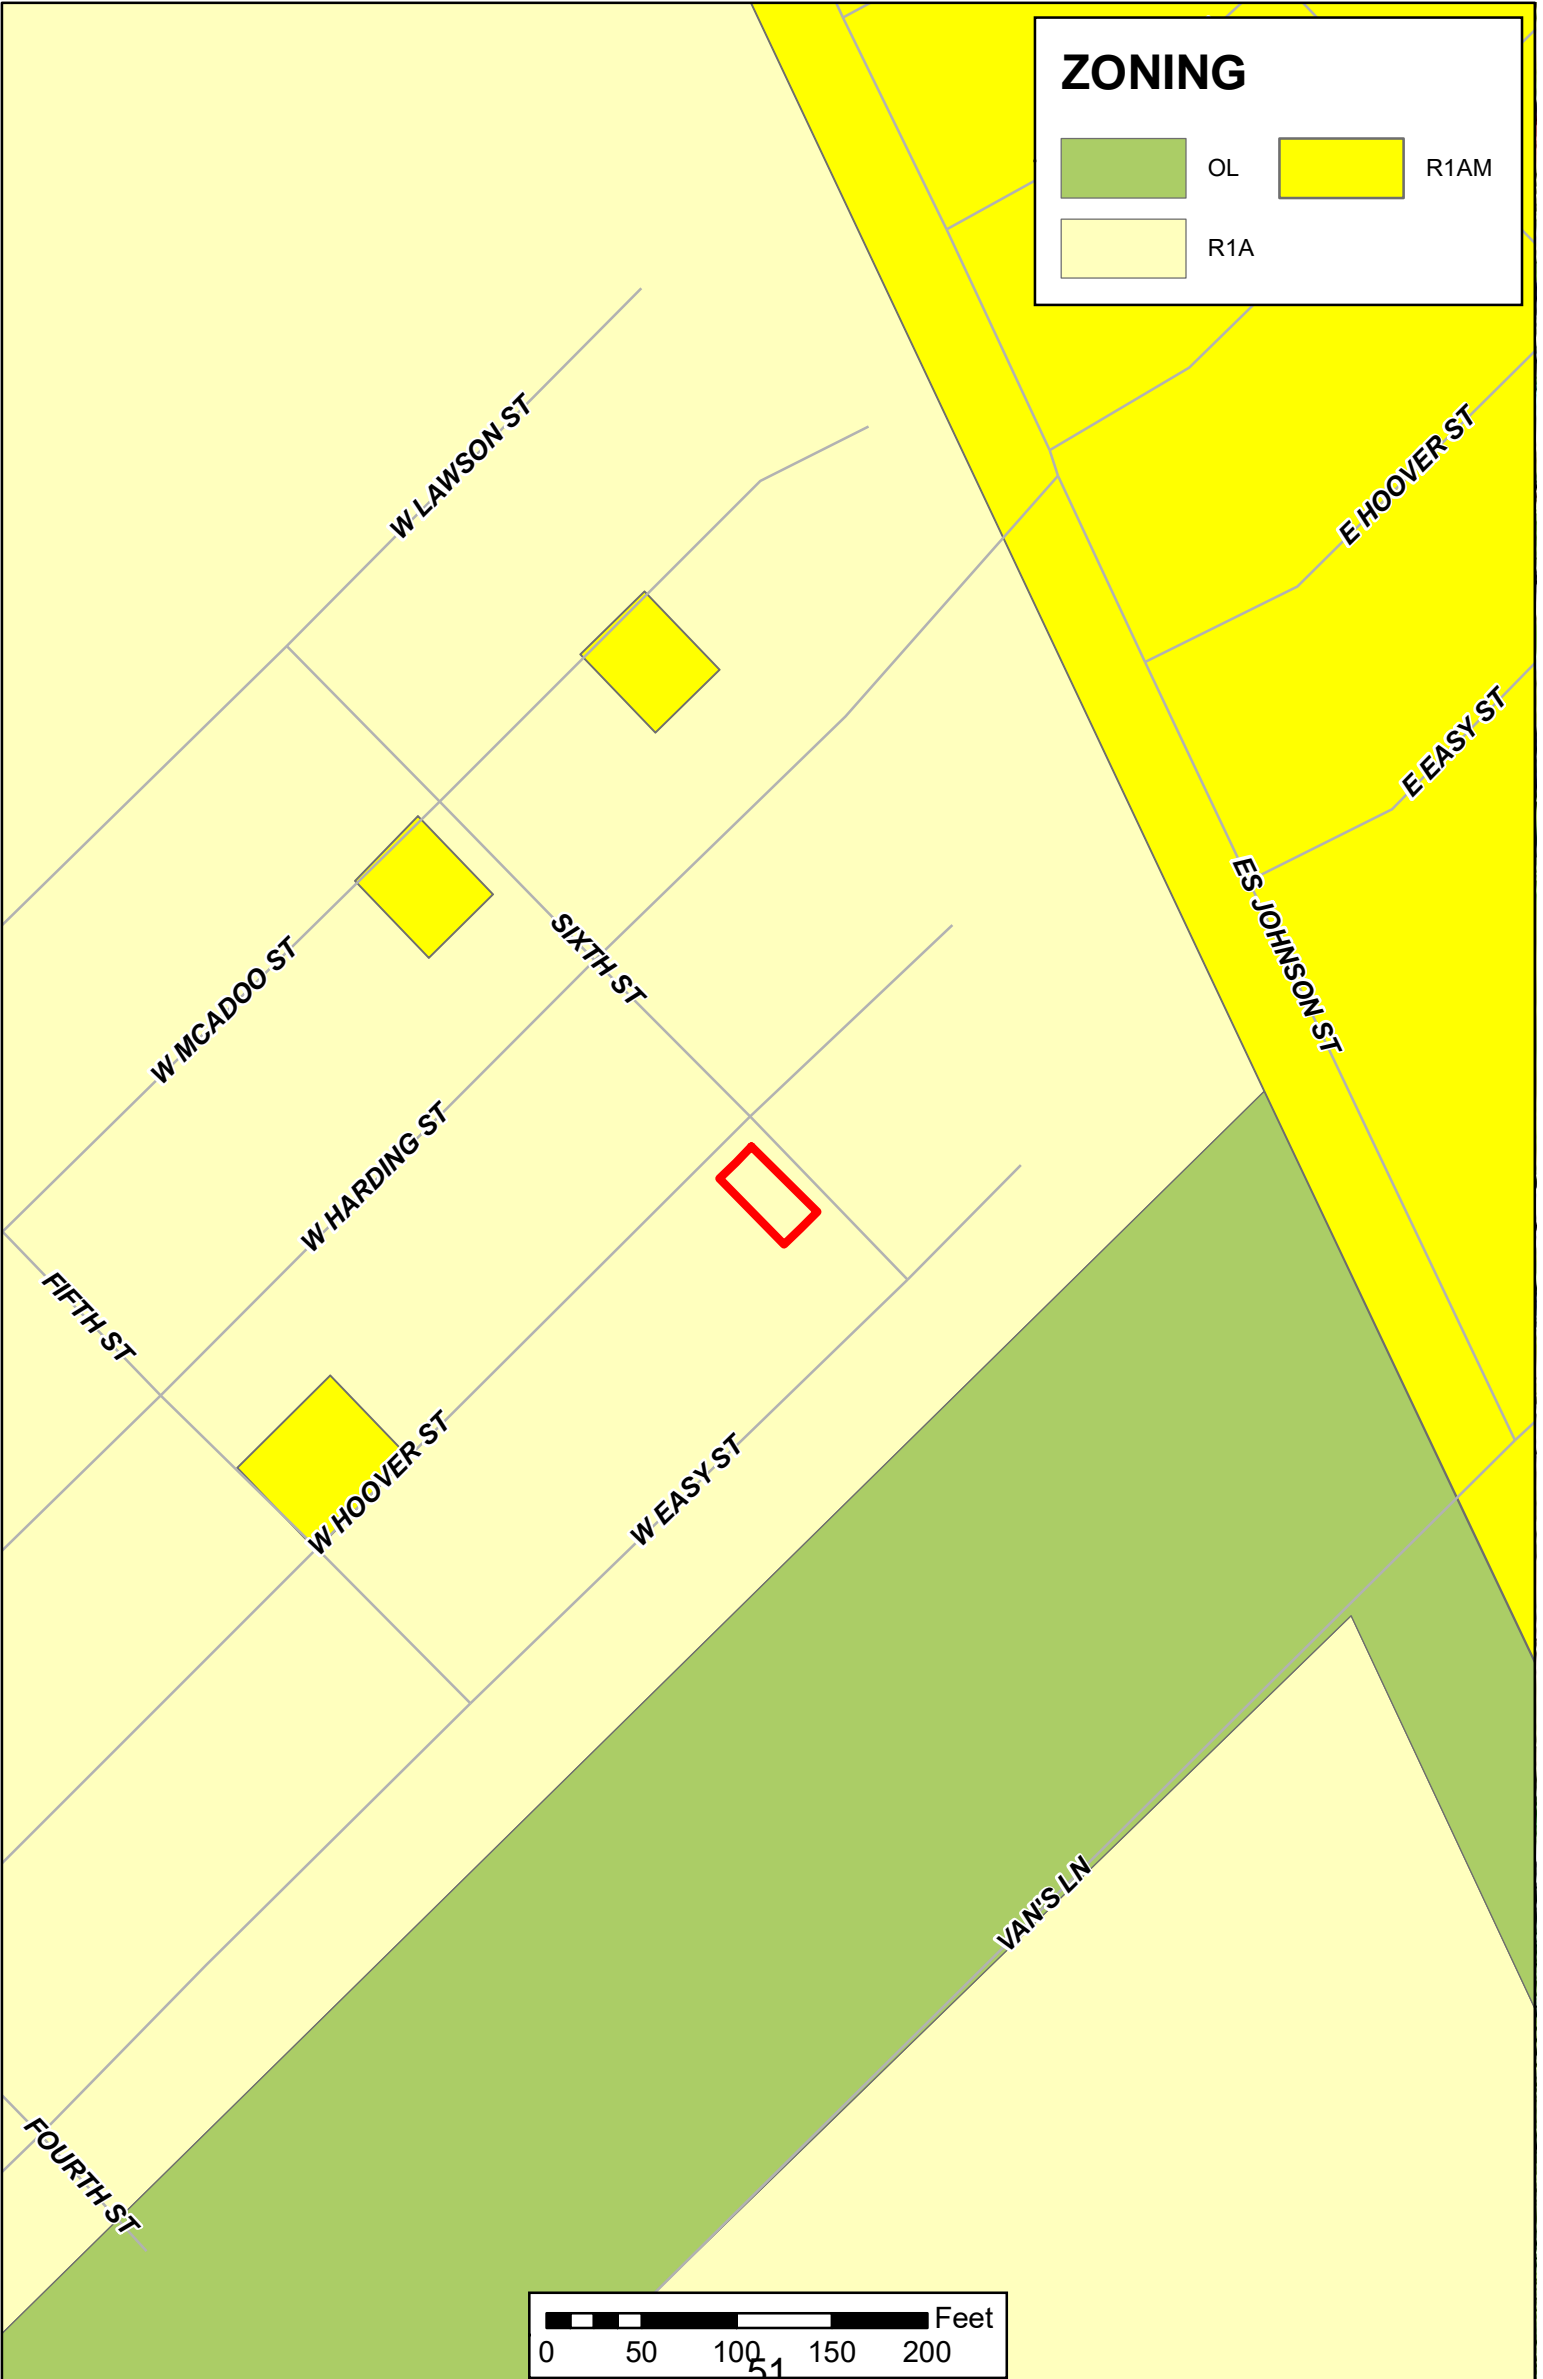 ZONING
OL
R1AM
R1A
W LAWSON ST
E HOOVER ST
E EASY ST
ES JOHNSON ST
SIXTH ST
W MCADOO ST
W HARDING ST
FIFTH ST
W HOOVER ST
W EASY ST
VAN'S LN
FOURTH ST
Feet
0 50 100 150 200
51